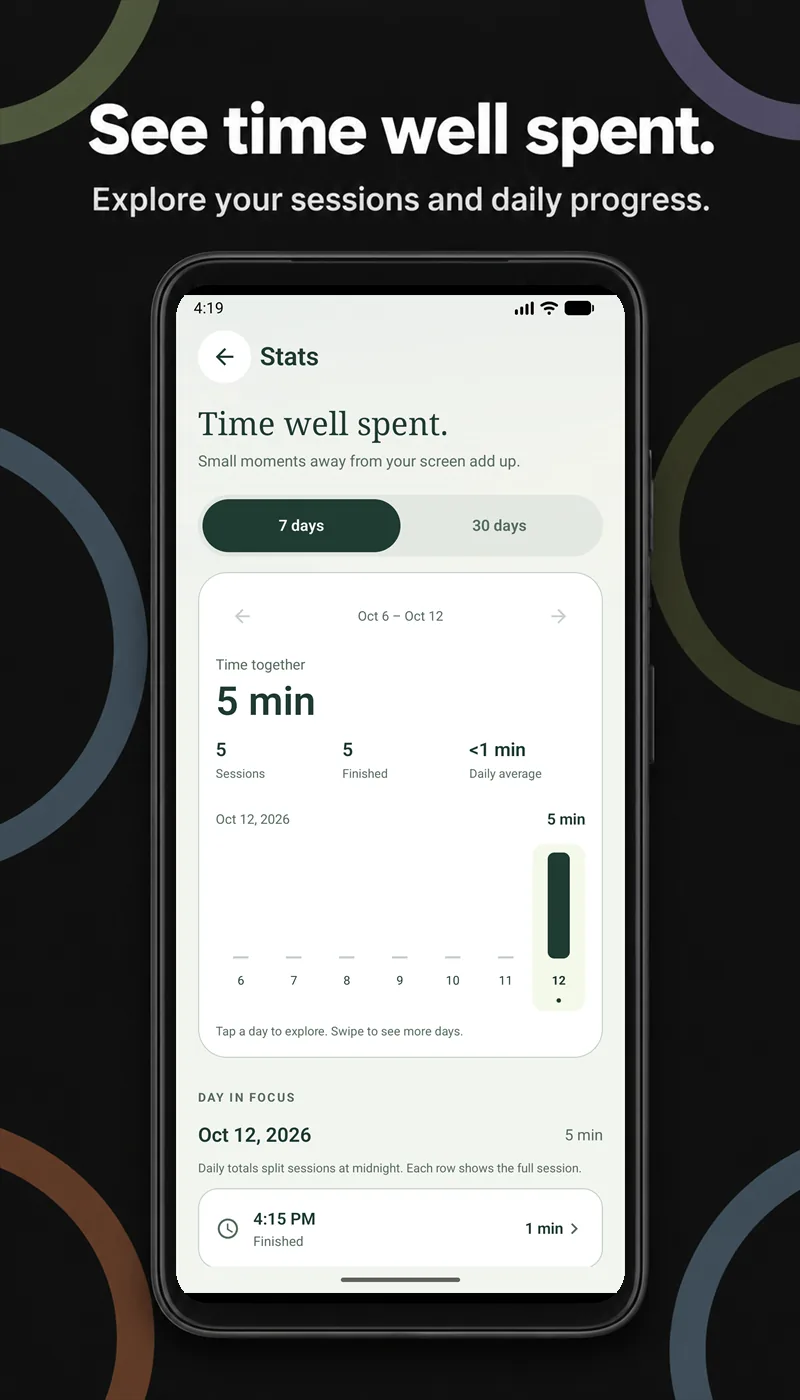 See time well spent.
Explore your sessions and daily progress.
4:19
Stats
Time well spent.
Small moments away from your screen add up.
7 days 30 days
Oct 6 – Oct 12
Time together
5 min
5 5 <1 min
Sessions Finished Daily average
Oct 12, 2026 5 min
6 7 8 9 10 11 12
Tap a day to explore. Swipe to see more days.
DAY IN FOCUS
Oct 12, 2026 5 min
Daily totals split sessions at midnight. Each row shows the full session.
4:15 PM 1 min
Finished